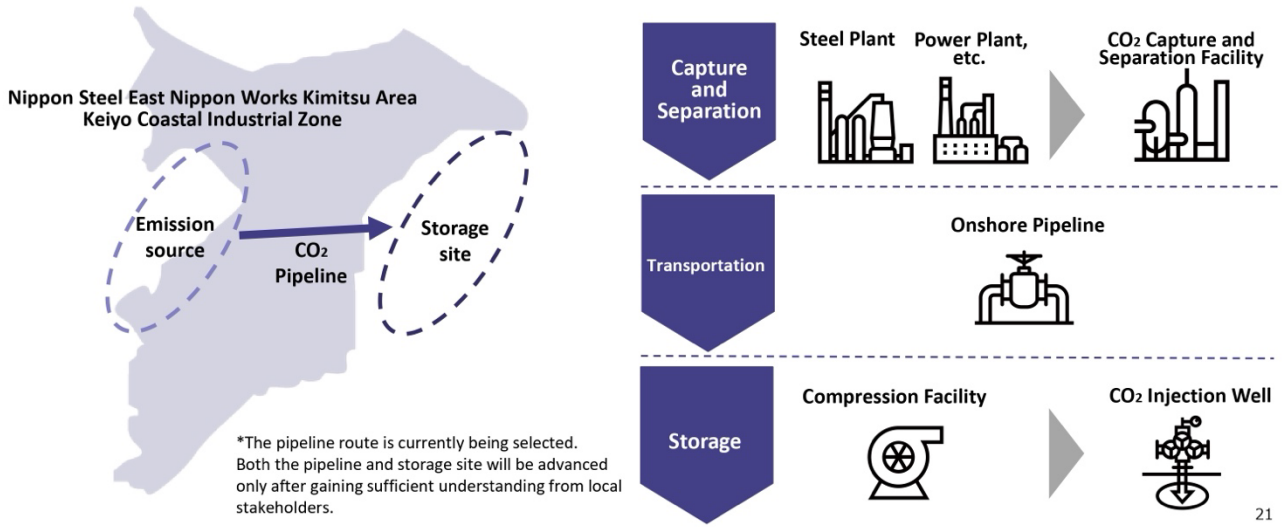 Nippon Steel East Nippon Works Kimitsu Area
Keiyo Coastal Industrial Zone
Emission
source
CO₂
Pipeline
Storage
site
*The pipeline route is currently being selected.
Both the pipeline and storage site will be advanced
only after gaining sufficient understanding from local
stakeholders.
Capture
and
Separation
Steel Plant
Power Plant,
etc.
CO₂ Capture and
Separation Facility
Transportation
Onshore Pipeline
Storage
Compression Facility
CO₂ Injection Well
21